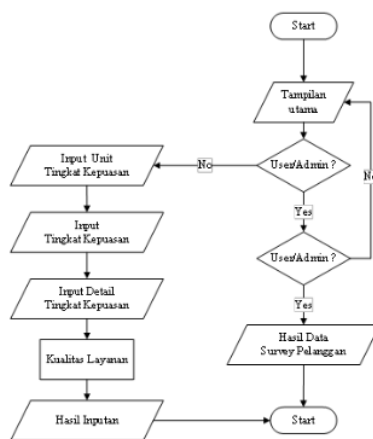 Start
Tampilan
utama
User/Admin ?
No
Yes
No
User/Admin ?
Yes
Hasil Data
Survey Pelanggan
Start
Input Unit
Tingkat Kepuasan
Input
Tingkat Kepuasan
Input Detail
Tingkat Kepuasan
Kualitas Layanan
Hasil Inputan